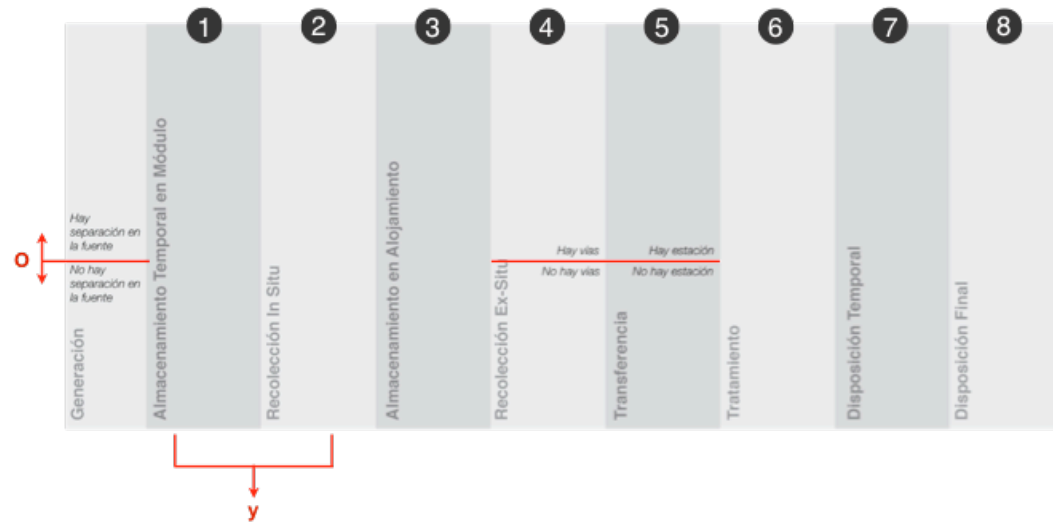 1
2
3
4
5
6
7
8
Hay
separación en
la fuente
O
No hay
separación en
la fuente
Generación
Almacenamiento Temporal en Módulo
Recolección In Situ
Almacenamiento en Alojamiento
Hay vías
No hay vías
Recolección Ex-Situ
Hay estación
No hay estación
Transferencia
Tratamiento
Disposición Temporal
Disposición Final
y